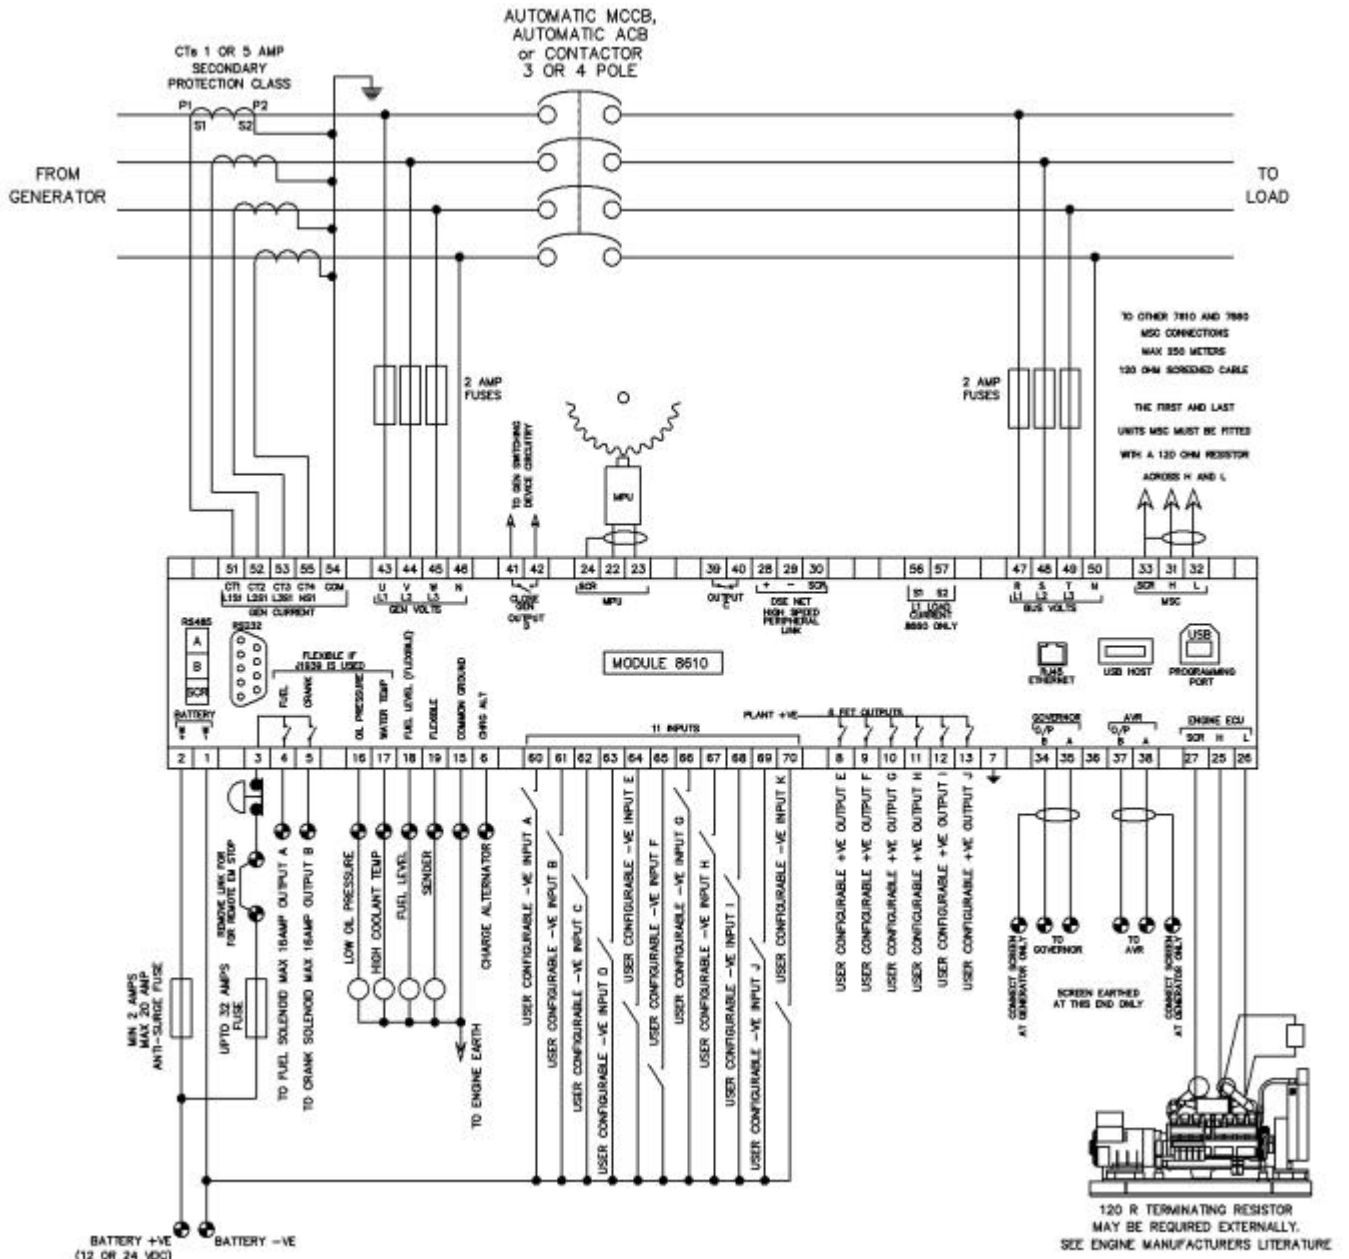 AUTOMATIC MCCB,
AUTOMATIC ACB
or CONTACTOR
3 OR 4 POLE
CTs 1 OR 5 AMP
SECONDARY
PROTECTION CLASS
P1
P2
S1
S2
FROM
GENERATOR
TO
LOAD
TO OTHER 7810 AND 7860
MSC CONNECTIONS
MAX 250 METERS
120 OHM SCREENED CABLE
THE FIRST AND LAST
UNITS MSC MUST BE FITTED
WITH A 120 OHM RESISTOR
ACROSS H AND L
2 AMP
FUSES
2 AMP
FUSES
TO GEN SWITCHING
DEVICE CIRCUITRY
MPU
51 52 53 55 54 43 44 45 46 41 42 24 22 23 39 40 28 29 30 56 57 47 48 49 50 33 31 32
CT1 CT2 CT3 CT4 COM
L1S1 L2S1 L3S1 NS1
GEN CURRENT
U V W N
L1 L2 L3
GEN VOLTS
CLOSE
GEN
OUTPUT
SCR
MPU
OUTPUT
C
+ - SCR
DSE NET
HIGH SPEED
PERIPHERAL
LINK
S1 S2
L1 LOAD
CURRENT
8660 ONLY
R S T N
L1 L2 L3
BUS VOLTS
SCR H L
MSC
RS485
A
B
SCR
RS232
FLEXIBLE IF
J1939 IS USED
FUEL
CRANK
OIL PRESSURE
WATER TEMP
FUEL LEVEL (FLEXIBLE)
FLEXIBLE
COMMON GROUND
CHRG ALT
MODULE 8610
RJ45
ETHERNET
USB HOST
USB
PROGRAMMING
PORT
BATTERY
+VE
-VE
11 INPUTS
PLANT +VE
6 FET OUTPUTS
GOVERNOR
O/P
B A
AVR
O/P
B A
ENGINE ECU
SCR H L
2 1 3 4 5 16 17 18 19 15 6 60 61 62 63 64 65 66 67 68 69 70 8 9 10 11 12 13 7 34 35 36 37 38 27 25 26
REMOVE LINK FOR
FOR REMOTE EM STOP
MIN 2 AMPS
MAX 20 AMP
ANTI-SURGE FUSE
UPTO 32 AMPS
FUSE
TO FUEL SOLENOID MAX 16AMP OUTPUT A
TO CRANK SOLENOID MAX 16AMP OUTPUT B
LOW OIL PRESSURE
HIGH COOLANT TEMP
FUEL LEVEL
SENDER
TO ENGINE EARTH
CHARGE ALTERNATOR
USER CONFIGURABLE -VE INPUT A
USER CONFIGURABLE -VE INPUT B
USER CONFIGURABLE -VE INPUT C
USER CONFIGURABLE -VE INPUT D
USER CONFIGURABLE -VE INPUT E
USER CONFIGURABLE -VE INPUT F
USER CONFIGURABLE -VE INPUT G
USER CONFIGURABLE -VE INPUT H
USER CONFIGURABLE -VE INPUT I
USER CONFIGURABLE -VE INPUT J
USER CONFIGURABLE -VE INPUT K
USER CONFIGURABLE +VE OUTPUT E
USER CONFIGURABLE +VE OUTPUT F
USER CONFIGURABLE +VE OUTPUT G
USER CONFIGURABLE +VE OUTPUT H
USER CONFIGURABLE +VE OUTPUT I
USER CONFIGURABLE +VE OUTPUT J
CONNECT SCREEN
AT GENERATOR ONLY
TO
GOVERNOR
TO
AVR
CONNECT SCREEN
AT GENERATOR ONLY
SCREEN EARTHED
AT THIS END ONLY
120 R TERMINATING RESISTOR
MAY BE REQUIRED EXTERNALLY.
SEE ENGINE MANUFACTURERS LITERATURE
BATTERY +VE
(12 OR 24 VDC)
BATTERY -VE